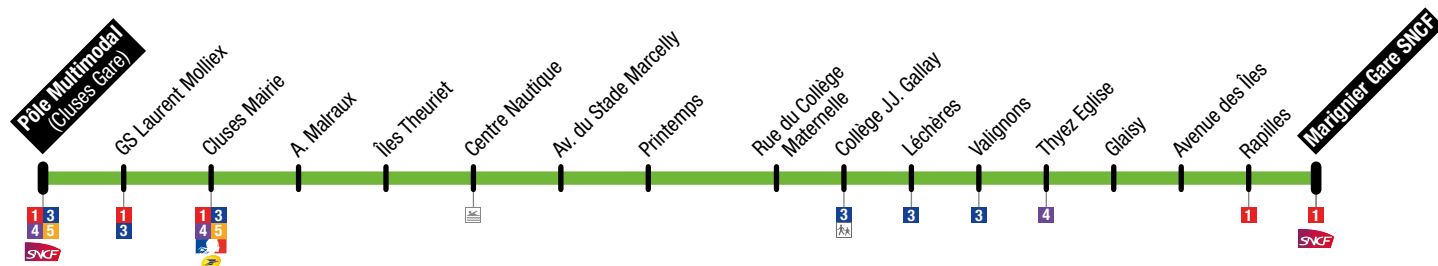 Pôle Multimodal
(Cluses Gare)
GS Laurent Molliex
Cluses Mairie
A. Malraux
Îles Theuriet
Centre Nautique
Av. du Stade Marcelly
Printemps
Rue du Collège
Maternelle
Collège JJ. Gallay
Léchères
Valignons
Thyez Eglise
Glaisy
Avenue des Îles
Rapilles
Marignier Gare SNCF
1 3
4 5
SNCF
1
3
1 3
4 5
3
3
3
4
1
1
SNCF